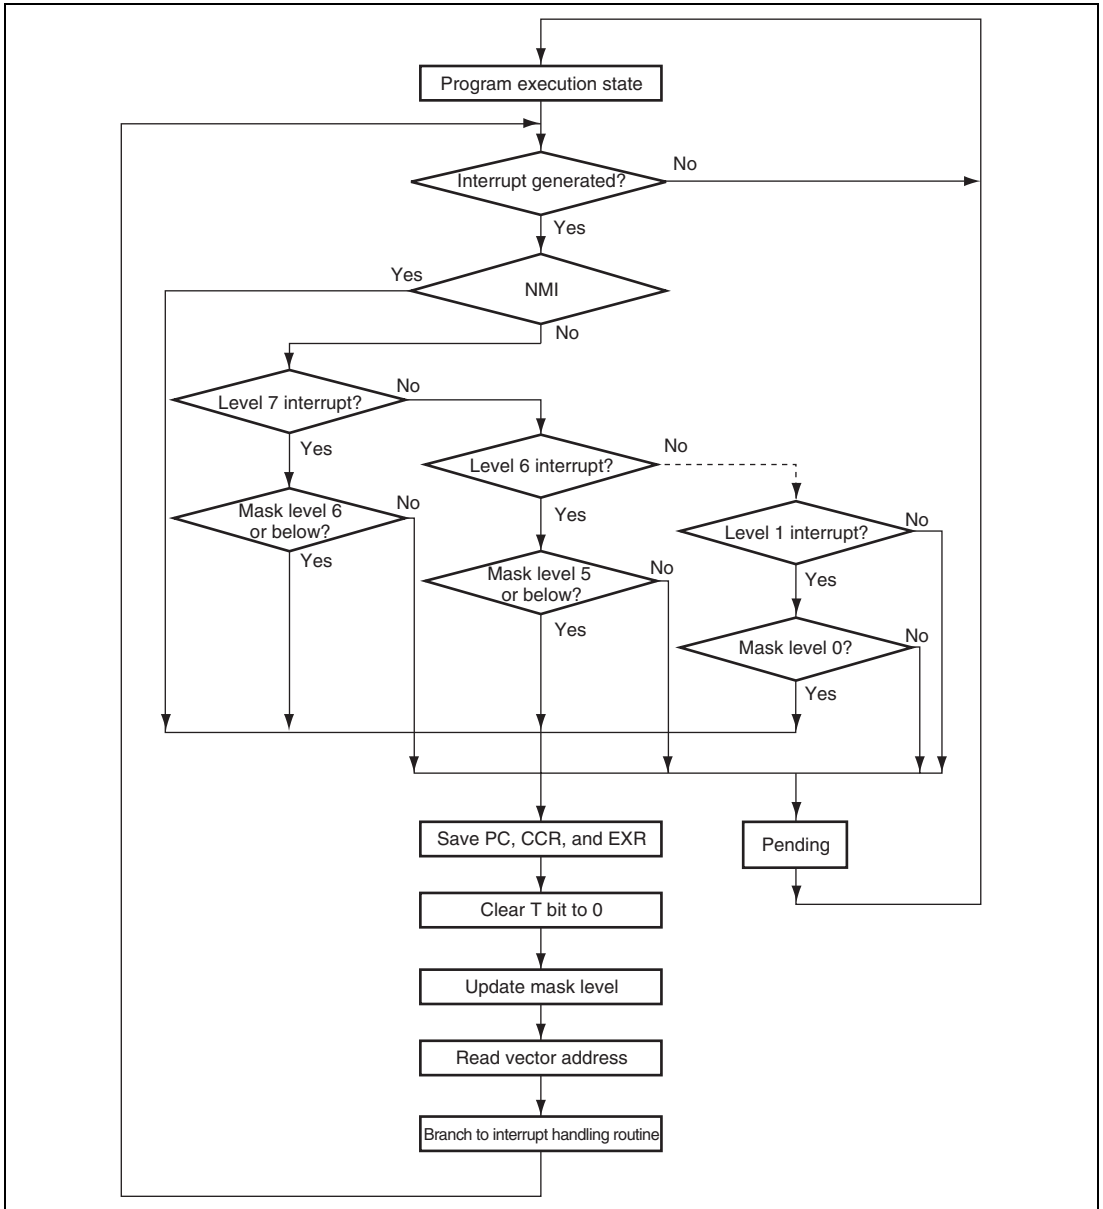 Program execution state
Interrupt generated?
No
Yes
NMI
Yes
No
Level 7 interrupt?
No
Yes
Level 6 interrupt?
No
Yes
Mask level 6
or below?
No
Yes
Level 1 interrupt?
No
Yes
Mask level 5
or below?
No
Yes
Mask level 0?
No
Yes
Save PC, CCR, and EXR
Pending
Clear T bit to 0
Update mask level
Read vector address
Branch to interrupt handling routine